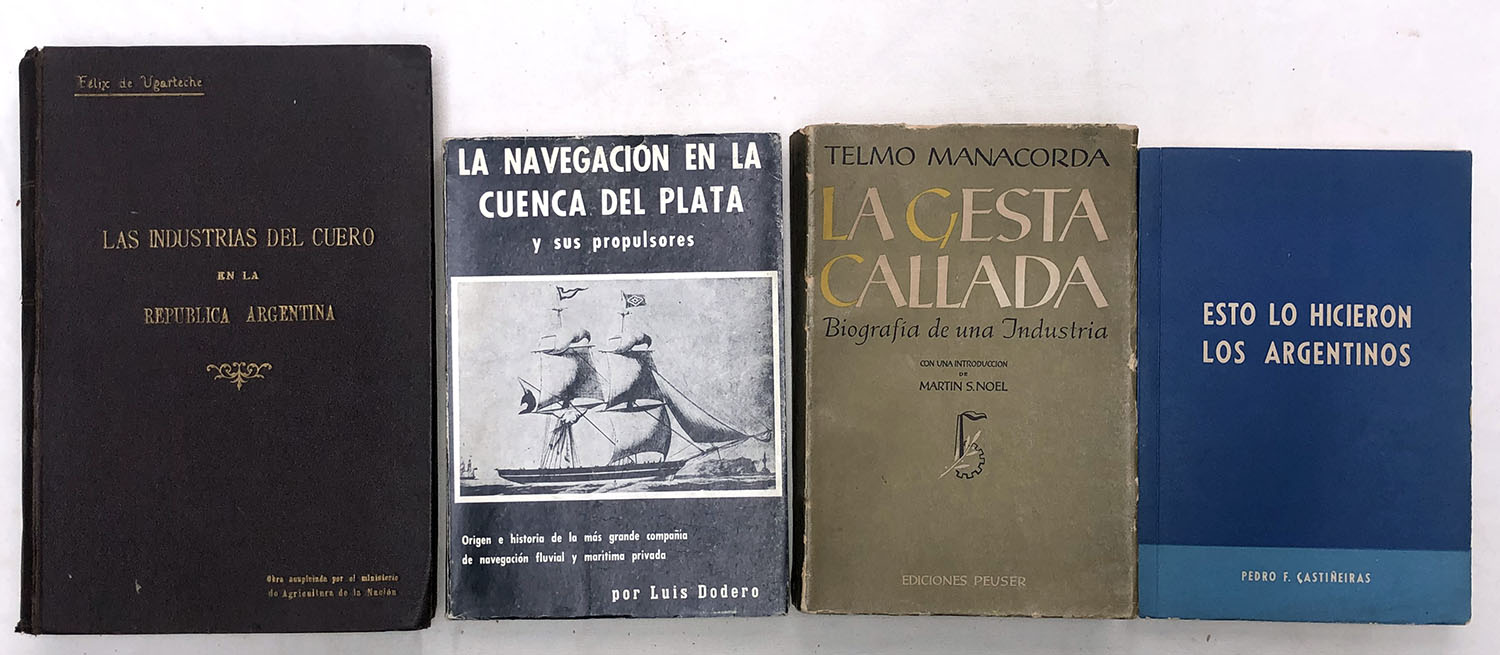 Félix de Ugarteche
LAS INDUSTRIAS DEL CUERO
EN LA
REPUBLICA ARGENTINA
Obra auspiciada por el ministerio
de Agricultura de la Nación
LA NAVEGACIÓN EN LA
CUENCA DEL PLATA
y sus propulsores
Origen e historia de la más grande compañía
de navegación fluvial y marítima privada
por Luis Dodero
TELMO MANACORDA
LA GESTA
CALLADA
Biografía de una Industria
CON UNA INTRODUCCION
DE
MARTIN S. NOEL
EDICIONES PEUSER
ESTO LO HICIERON
LOS ARGENTINOS
PEDRO F. CASTIÑEIRAS